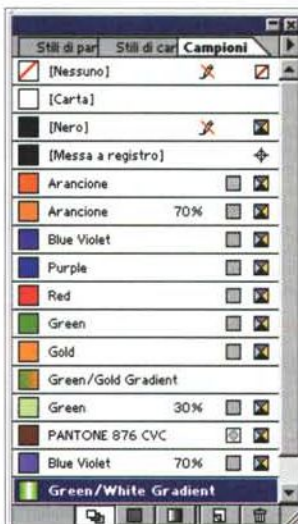 Stili di par Stili di car Campioni
[Nessuno]
[Carta]
[Nero]
[Messa a registro]
Arancione
Arancione 70%
Blue Violet
Purple
Red
Green
Gold
Green/Gold Gradient
Green 30%
PANTONE 876 CVC
Blue Violet 70%
Green/White Gradient